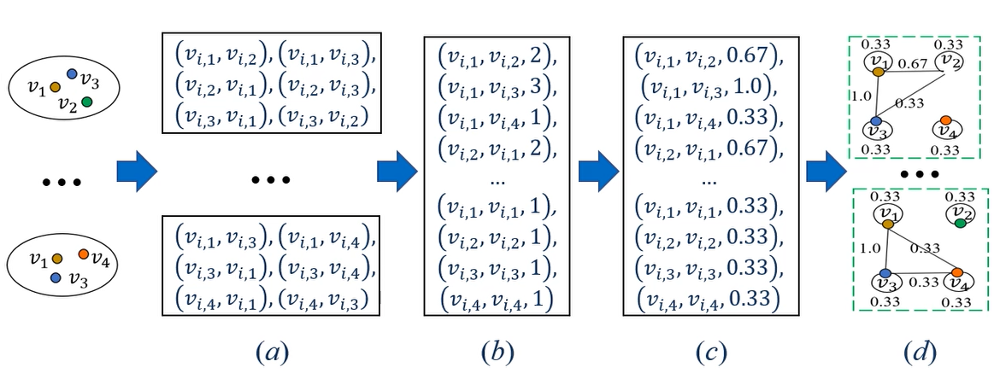 v₁ v₃
v₂
...
v₁ v₄
v₃
(vᵢ,₁, vᵢ,₂), (vᵢ,₁, vᵢ,₃),
(vᵢ,₂, vᵢ,₁), (vᵢ,₂, vᵢ,₃),
(vᵢ,₃, vᵢ,₁), (vᵢ,₃, vᵢ,₂)
...
(vᵢ,₁, vᵢ,₃), (vᵢ,₁, vᵢ,₄),
(vᵢ,₃, vᵢ,₁), (vᵢ,₃, vᵢ,₄),
(vᵢ,₄, vᵢ,₁), (vᵢ,₄, vᵢ,₃)
(a)
(vᵢ,₁, vᵢ,₂, 2),
(vᵢ,₁, vᵢ,₃, 3),
(vᵢ,₁, vᵢ,₄, 1),
(vᵢ,₂, vᵢ,₁, 2),
...
(vᵢ,₁, vᵢ,₁, 1),
(vᵢ,₂, vᵢ,₂, 1),
(vᵢ,₃, vᵢ,₃, 1),
(vᵢ,₄, vᵢ,₄, 1)
(b)
(vᵢ,₁, vᵢ,₂, 0.67),
(vᵢ,₁, vᵢ,₃, 1.0),
(vᵢ,₁, vᵢ,₄, 0.33),
(vᵢ,₂, vᵢ,₁, 0.67),
...
(vᵢ,₁, vᵢ,₁, 0.33),
(vᵢ,₂, vᵢ,₂, 0.33),
(vᵢ,₃, vᵢ,₃, 0.33),
(vᵢ,₄, vᵢ,₄, 0.33)
(c)
0.33 0.33
v₁ 0.67 v₂
1.0 0.33
v₃ v₄
0.33 0.33
...
0.33 0.33
v₁ v₂
1.0 0.33
v₃ 0.33 v₄
0.33 0.33
(d)